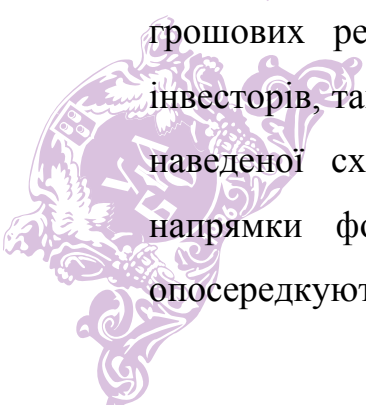 грошових ре
інвесторів, та
наведеної сх
напрямки фо
опосередкуют